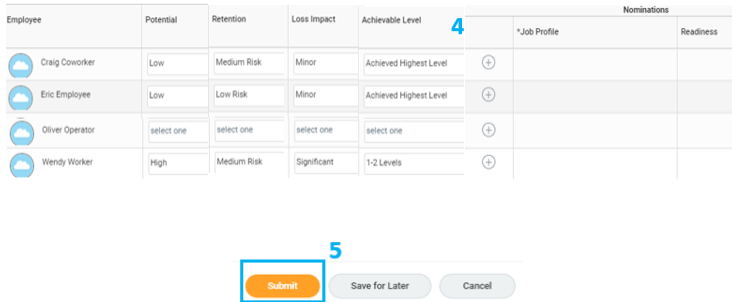 Nominations
Employee Potential Retention Loss Impact Achievable Level 4 *Job Profile Readiness
Craig Coworker Low Medium Risk Minor Achieved Highest Level
Eric Employee Low Low Risk Minor Achieved Highest Level
Oliver Operator select one select one select one select one
Wendy Worker High Medium Risk Significant 1-2 Levels
5
Submit Save for Later Cancel